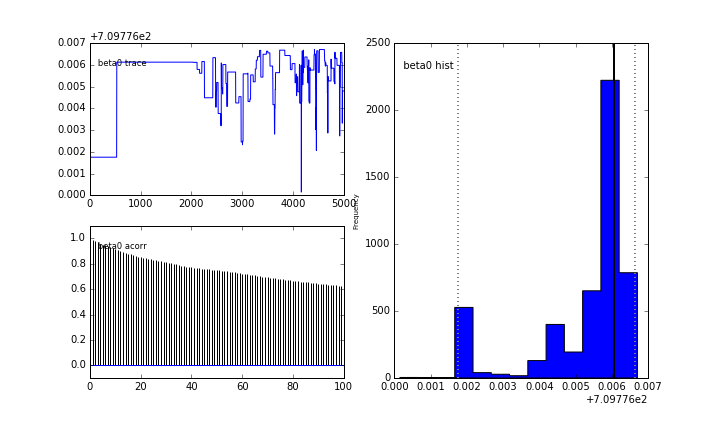 +7.09776e2
0.007
0.006
0.005
0.004
0.003
0.002
0.001
0.000
beta0 trace
0 1000 2000 3000 4000 5000
1.0
0.8
0.6
0.4
0.2
0.0
beta0 acorr
0 20 40 60 80 100
Frequency
2500
2000
1500
1000
500
0
beta0 hist
0.000 0.001 0.002 0.003 0.004 0.005 0.006 0.007
+7.09776e2